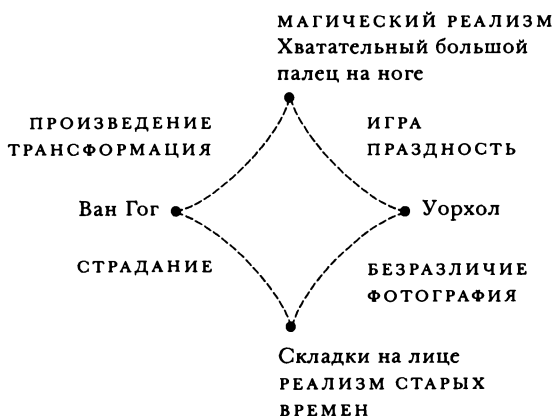 МАГИЧЕСКИЙ РЕАЛИЗМ
Хватательный большой
палец на ноге
ПРОИЗВЕДЕНИЕ
ТРАНСФОРМАЦИЯ
ИГРА
ПРАЗДНОСТЬ
Ван Гог
Уорхол
СТРАДАНИЕ
БЕЗРАЗЛИЧИЕ
ФОТОГРАФИЯ
Складки на лице
РЕАЛИЗМ СТАРЫХ
ВРЕМЕН